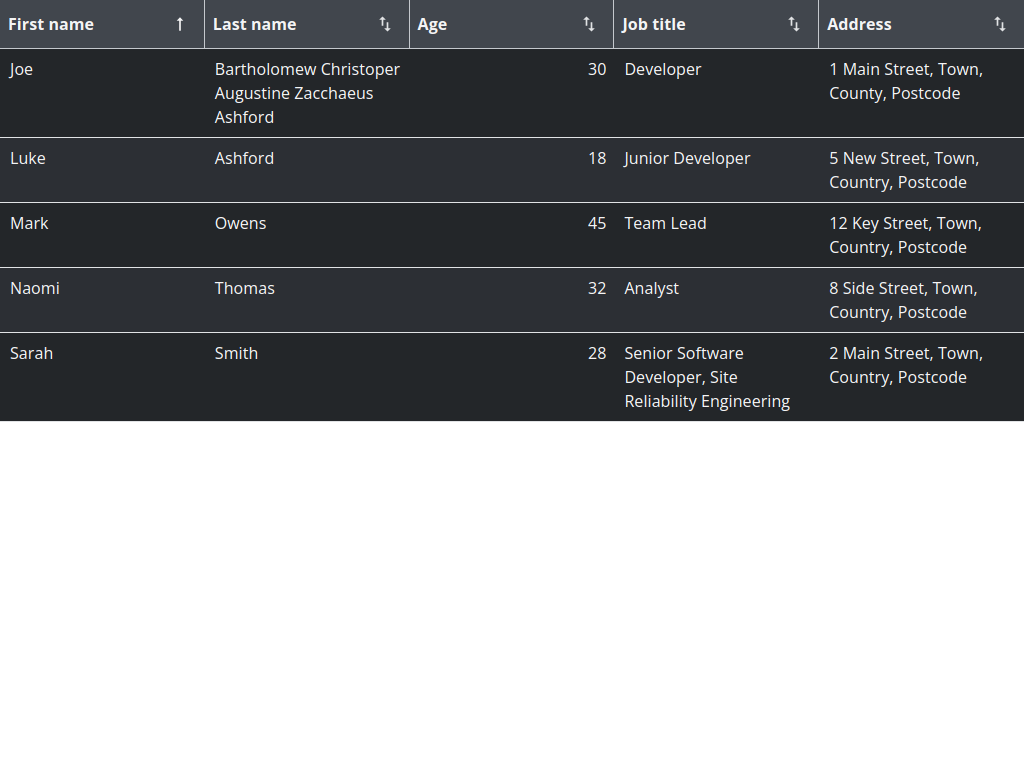 First name Last name Age Job title Address
Joe Bartholomew Christoper 30 Developer 1 Main Street, Town,
Augustine Zacchaeus County, Postcode
Ashford
Luke Ashford 18 Junior Developer 5 New Street, Town,
Country, Postcode
Mark Owens 45 Team Lead 12 Key Street, Town,
Country, Postcode
Naomi Thomas 32 Analyst 8 Side Street, Town,
Country, Postcode
Sarah Smith 28 Senior Software 2 Main Street, Town,
Developer, Site Country, Postcode
Reliability Engineering